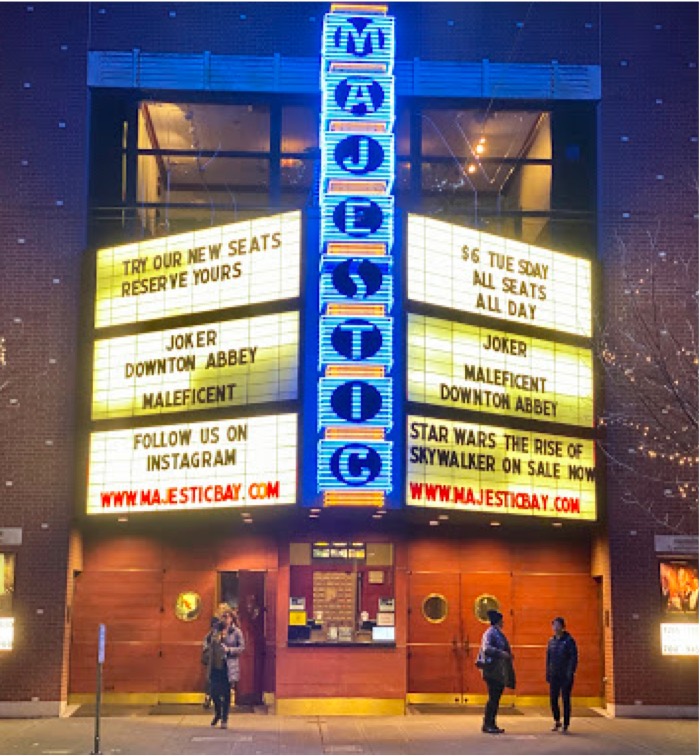 MAJESTIC
TRY OUR NEW SEATS
RESERVE YOURS
JOKER
DOWNTON ABBEY
MALEFICENT
FOLLOW US ON
INSTAGRAM
WWW.MAJESTICBAY.COM
$6 TUESDAY
ALL SEATS
ALL DAY
JOKER
MALEFICENT
DOWNTON ABBEY
STAR WARS THE RISE OF
SKYWALKER ON SALE NOW
WWW.MAJESTICBAY.COM